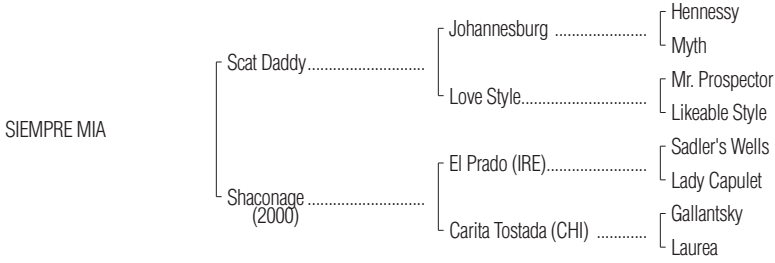 Hennessy
Johannesburg ...................
Myth
Scat Daddy........................
Mr. Prospector
Love Style..........................
Likeable Style
SIEMPRE MIA
Sadler's Wells
El Prado (IRE).....................
Lady Capulet
Shaconage ........................
(2000)
Gallantsky
Carita Tostada (CHI) ..........
Laurea